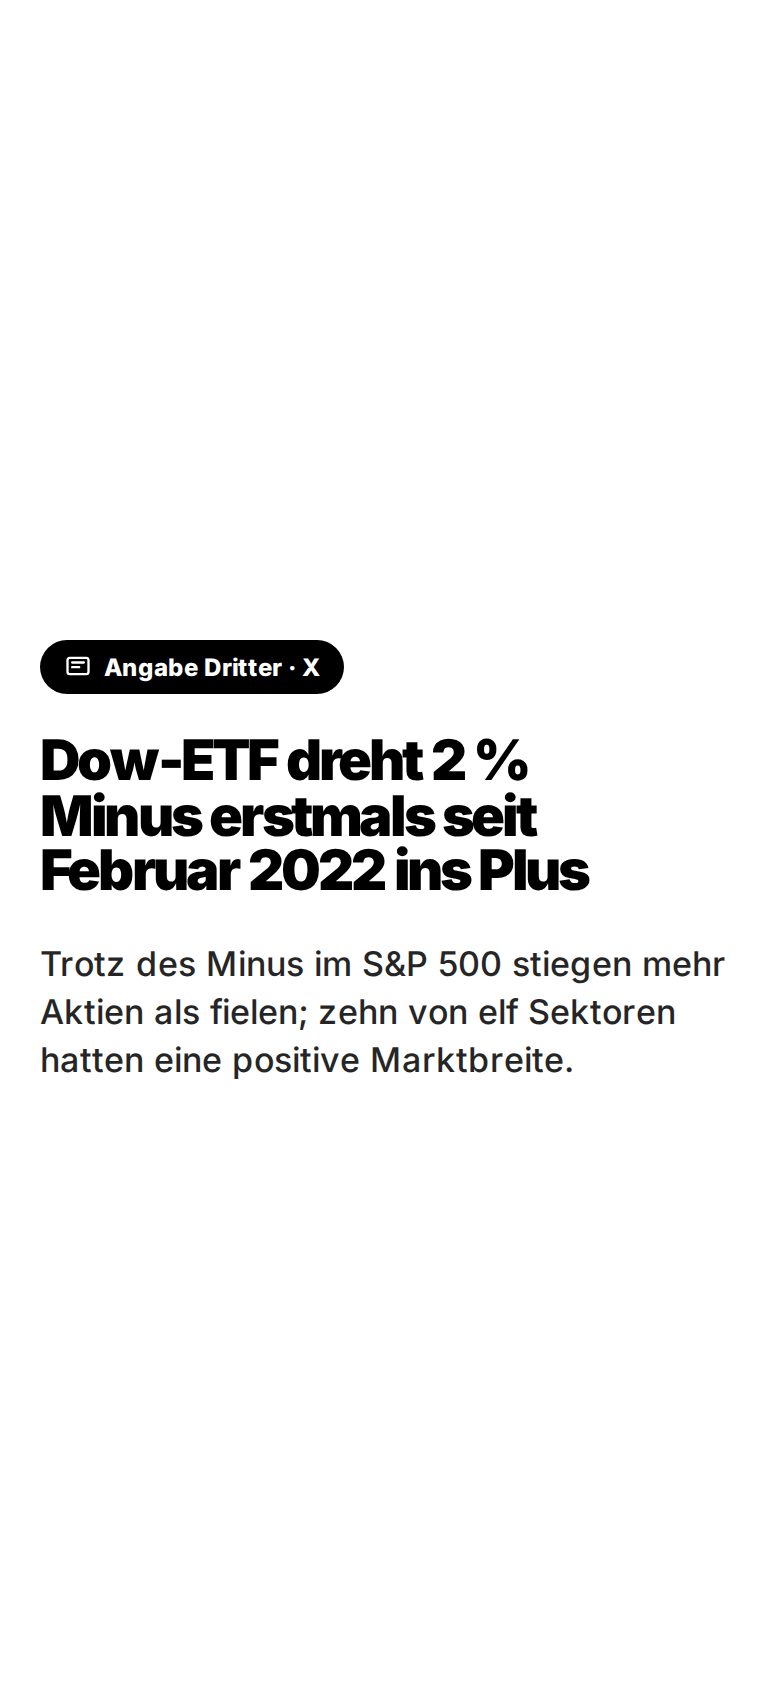 Angabe Dritter · X
Dow-ETF dreht 2 %
Minus erstmals seit
Februar 2022 ins Plus
Trotz des Minus im S&P 500 stiegen mehr
Aktien als fielen; zehn von elf Sektoren
hatten eine positive Marktbreite.